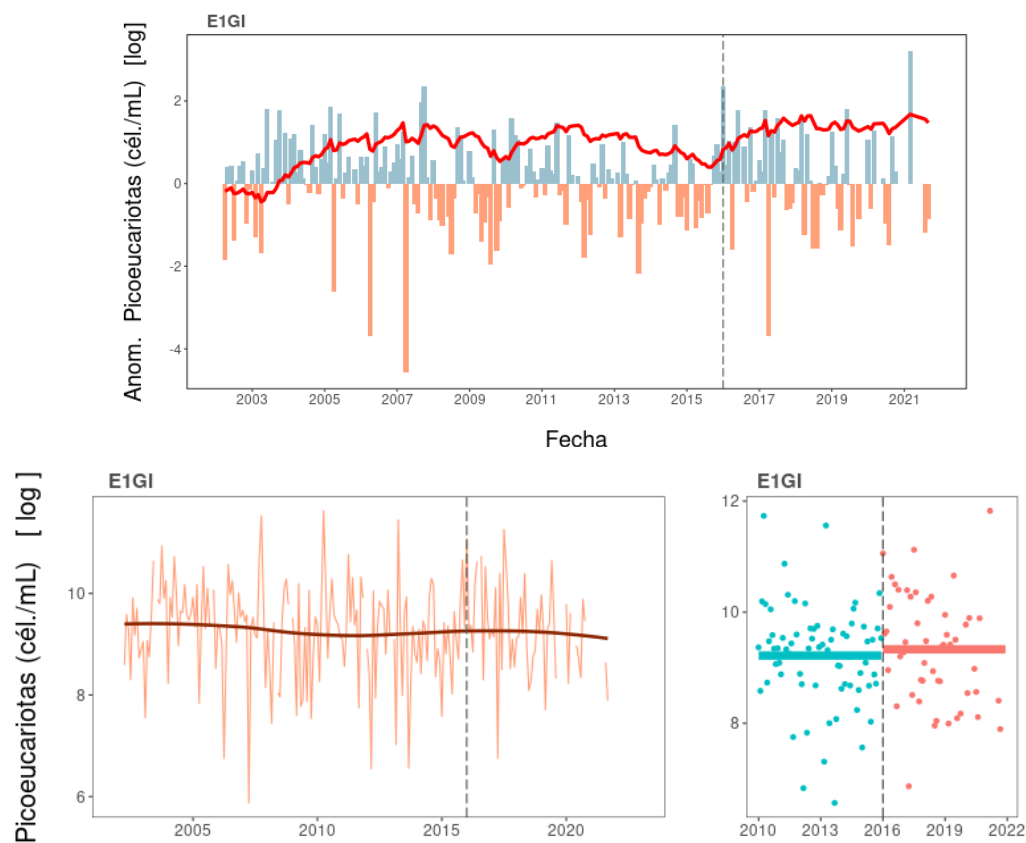 E1GI
Anom. Picoeucariotas (cél./mL) [log]
2
0
-2
-4
2003 2005 2007 2009 2011 2013 2015 2017 2019 2021
Fecha
E1GI
Picoeucariotas (cél./mL) [ log ]
10
8
6
2005 2010 2015 2020
E1GI
12
10
8
2010 2013 2016 2019 2022